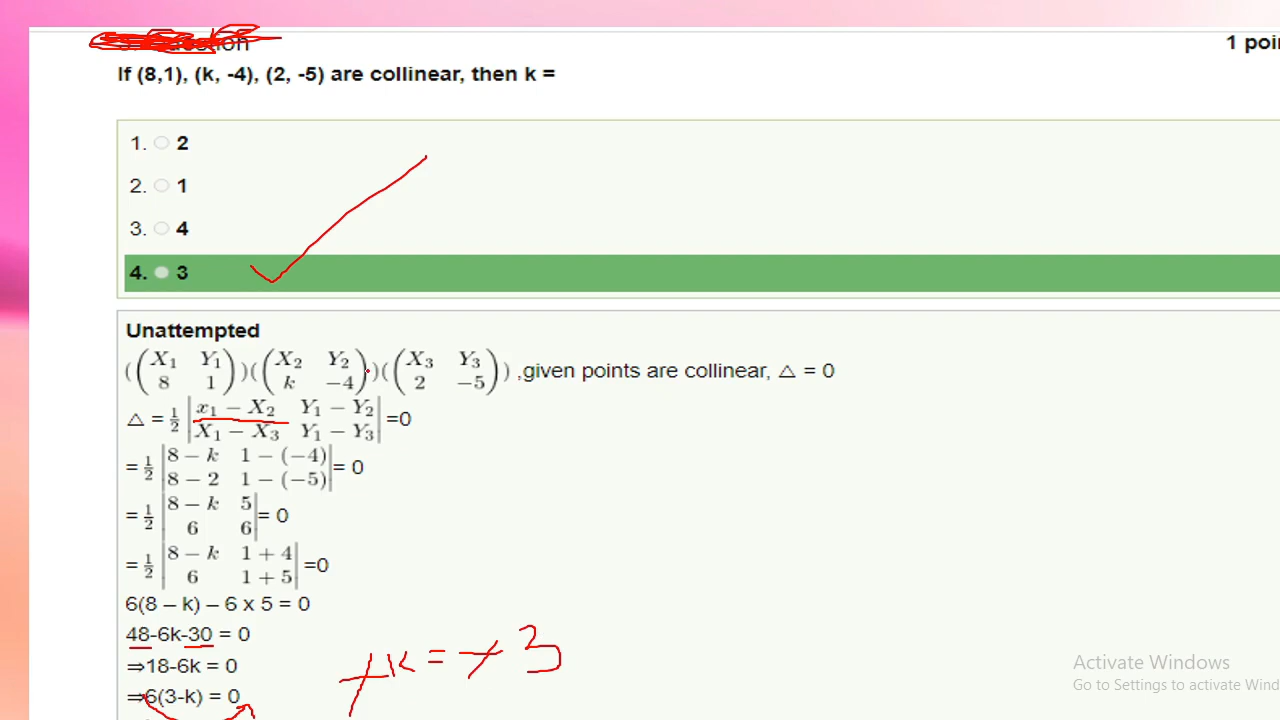 1 poin
If (8,1), (k, -4), (2, -5) are collinear, then k =
1. 2
2. 1
3. 4
4. 3
Unattempted
((X₁ Y₁ / 8 1))((X₂ Y₂ / k −4))((X₃ Y₃ / 2 −5)) ,given points are collinear, △ = 0
△ = ½ |x₁ − X₂ Y₁ − Y₂ / X₁ − X₃ Y₁ − Y₃| =0
= ½ |8 − k 1 − (−4) / 8 − 2 1 − (−5)| = 0
= ½ |8 − k 5 / 6 6| = 0
= ½ |8 − k 1 + 4 / 6 1 + 5| =0
6(8 − k) – 6 x 5 = 0
48-6k-30 = 0
⇒18-6k = 0
⇒6(3-k) = 0
k = 3
Activate Windows
Go to Settings to activate Wind